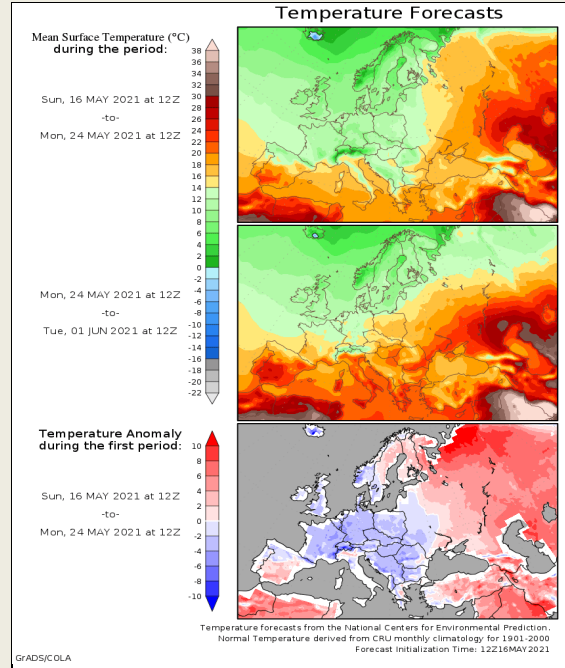 Temperature Forecasts
Mean Surface Temperature (°C)
during the period:
Sun, 16 MAY 2021 at 12Z
-to-
Mon, 24 MAY 2021 at 12Z
38
36
34
32
30
28
26
24
22
20
18
16
14
12
10
8
6
4
2
0
-2
-4
-6
-8
-10
-12
-14
-16
-18
-20
-22
Mon, 24 MAY 2021 at 12Z
-to-
Tue, 01 JUN 2021 at 12Z
Temperature Anomaly
during the first period:
Sun, 16 MAY 2021 at 12Z
-to-
Mon, 24 MAY 2021 at 12Z
10
8
6
4
2
0
-2
-4
-6
-8
-10
Temperature forecasts from the National Centers for Environmental Prediction.
Normal Temperature derived from CRU monthly climatology for 1901-2000
Forecast Initialization Time: 12Z16MAY2021
GrADS/COLA